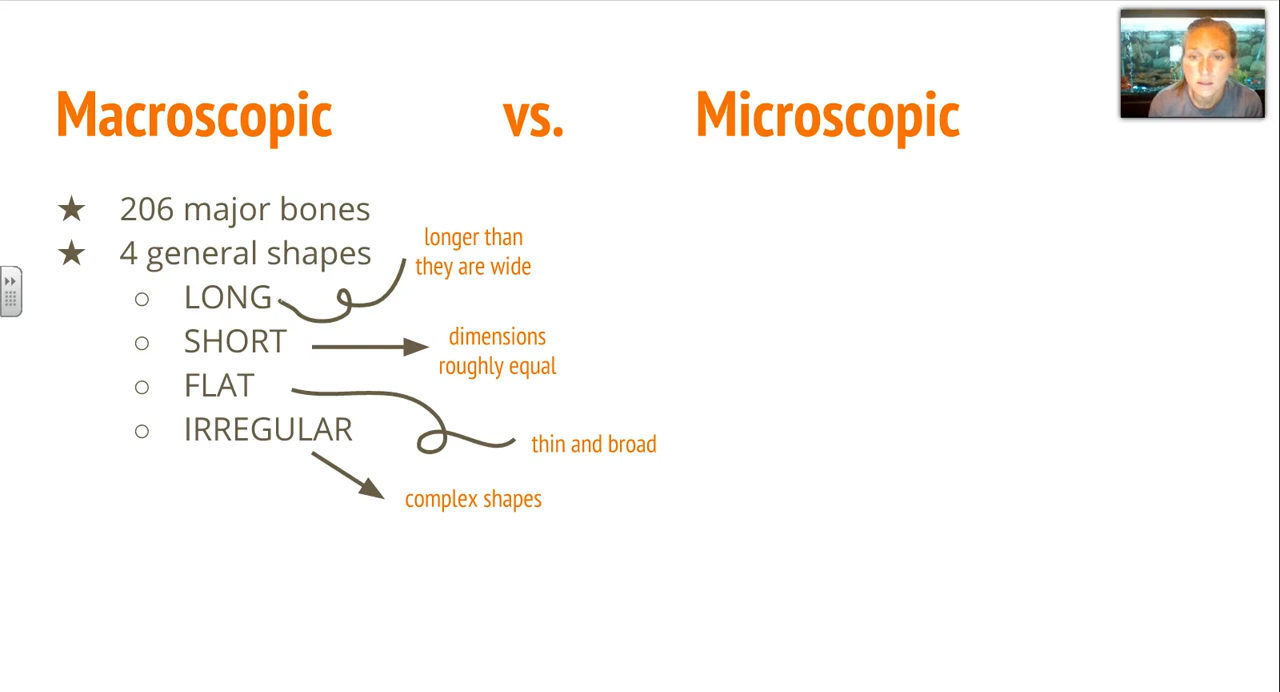 Macroscopic vs. Microscopic
★ 206 major bones
★ 4 general shapes
longer than
they are wide
○ LONG
○ SHORT
dimensions
roughly equal
○ FLAT
○ IRREGULAR
thin and broad
complex shapes